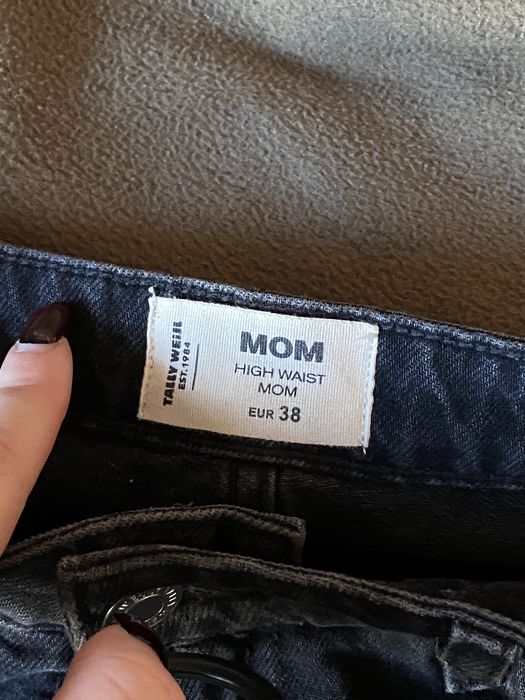 TALLY WEiJL
EST.1984
MOM
HIGH WAIST
MOM
EUR 38